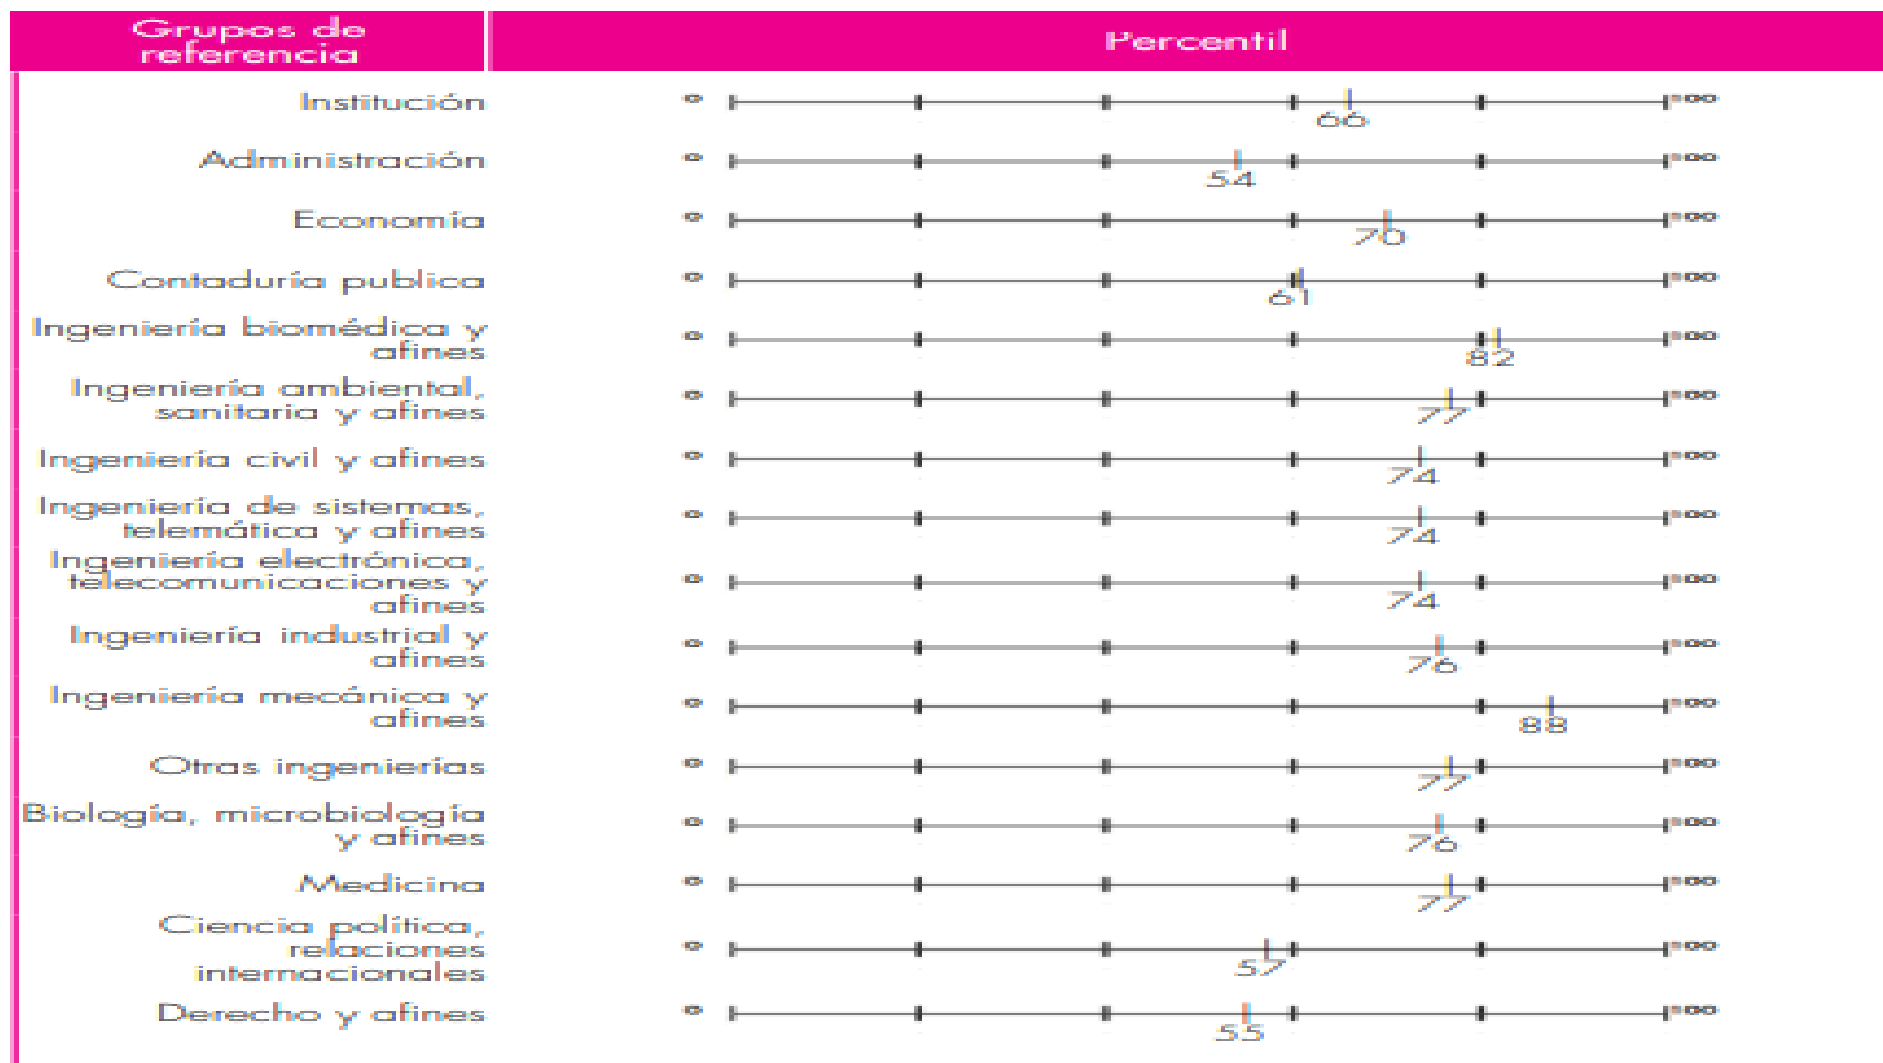 Grupos de
referencia
Percentil
Institución
0
100
66
Administración
0
100
54
Economía
0
100
70
Contaduría publica
0
100
61
Ingeniería biomédica y
afines
0
100
82
Ingeniería ambiental,
sanitaria y afines
0
100
77
Ingeniería civil y afines
0
100
74
Ingeniería de sistemas,
telemática y afines
0
100
74
Ingeniería electrónica,
telecomunicaciones y
afines
0
100
74
Ingeniería industrial y
afines
0
100
76
Ingeniería mecánica y
afines
0
100
88
Otras ingenierías
0
100
77
Biología, microbiología
y afines
0
100
76
Medicina
0
100
77
Ciencia política,
relaciones
internacionales
0
100
57
Derecho y afines
0
100
55